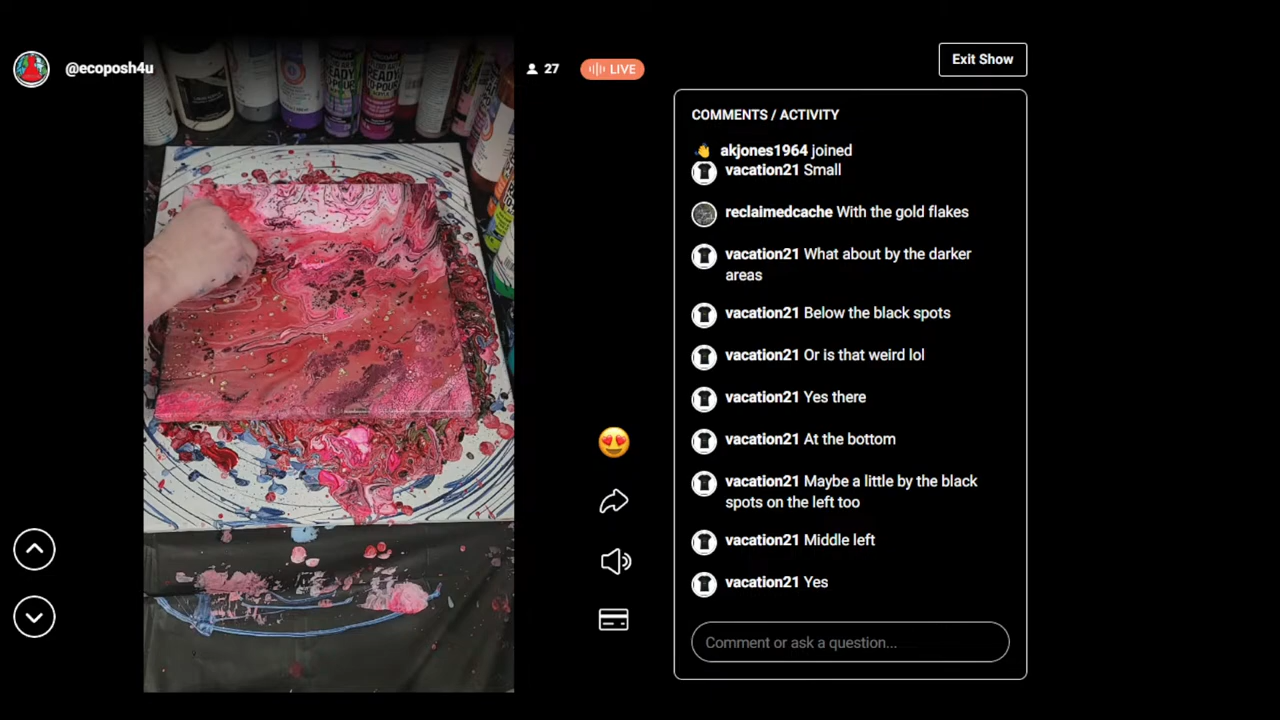 @ecoposh4u
27
LIVE
Exit Show
COMMENTS / ACTIVITY
akjones1964 joined
vacation21 Small
reclaimedcache With the gold flakes
vacation21 What about by the darker
areas
vacation21 Below the black spots
vacation21 Or is that weird lol
vacation21 Yes there
vacation21 At the bottom
vacation21 Maybe a little by the black
spots on the left too
vacation21 Middle left
vacation21 Yes
Comment or ask a question...
READY
READY